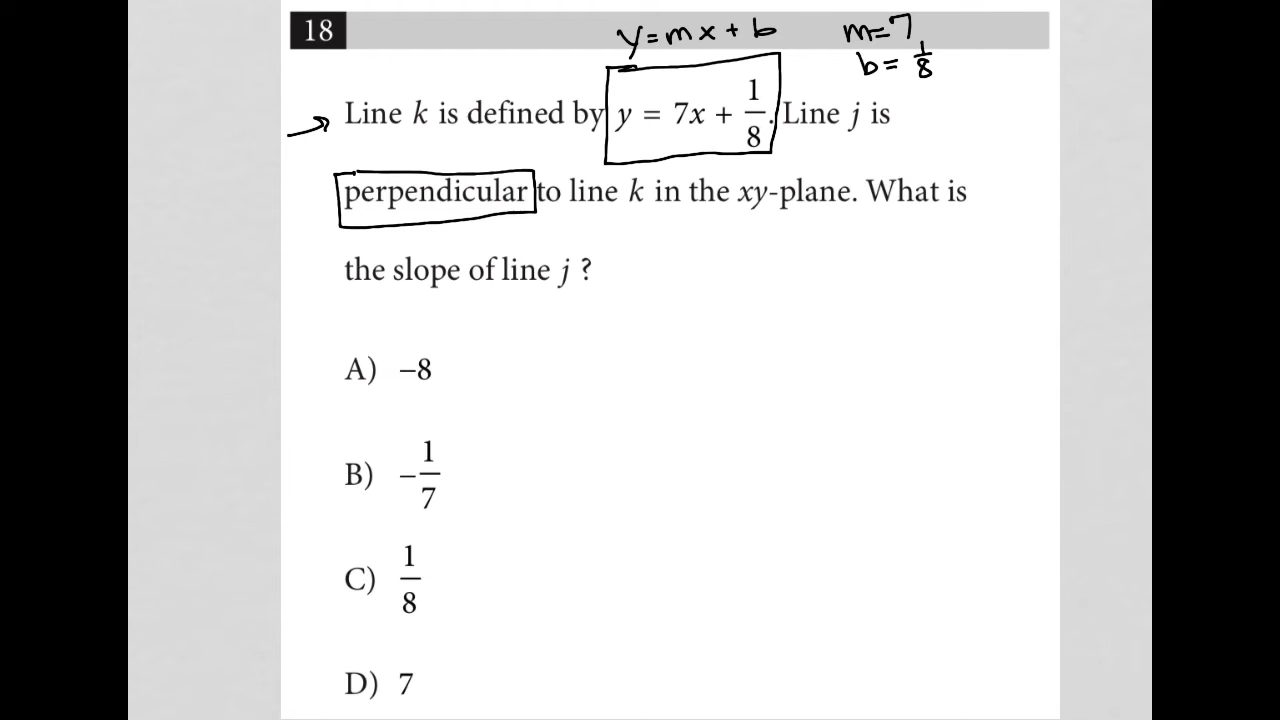 18
y = mx + b
m=7
b = 1/8
Line k is defined by y = 7x + 1/8. Line j is
perpendicular to line k in the xy-plane. What is
the slope of line j ?
A) –8
B) –1/7
C) 1/8
D) 7